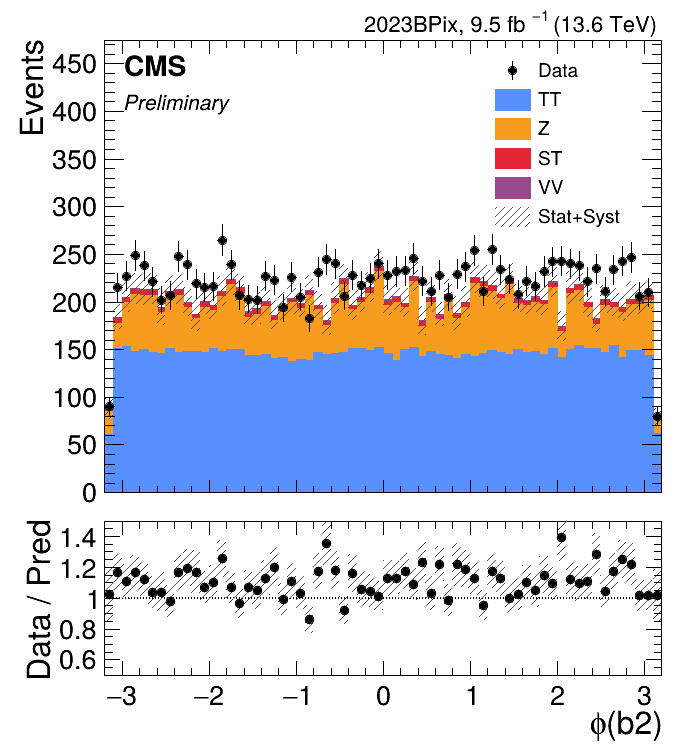 2023BPix, 9.5 fb ⁻¹ (13.6 TeV)
CMS
Preliminary
Data
TT
Z
ST
VV
Stat+Syst
Events
450
400
350
300
250
200
150
100
50
0
Data / Pred
1.4
1.2
1
0.8
0.6
−3 −2 −1 0 1 2 3
ϕ(b2)